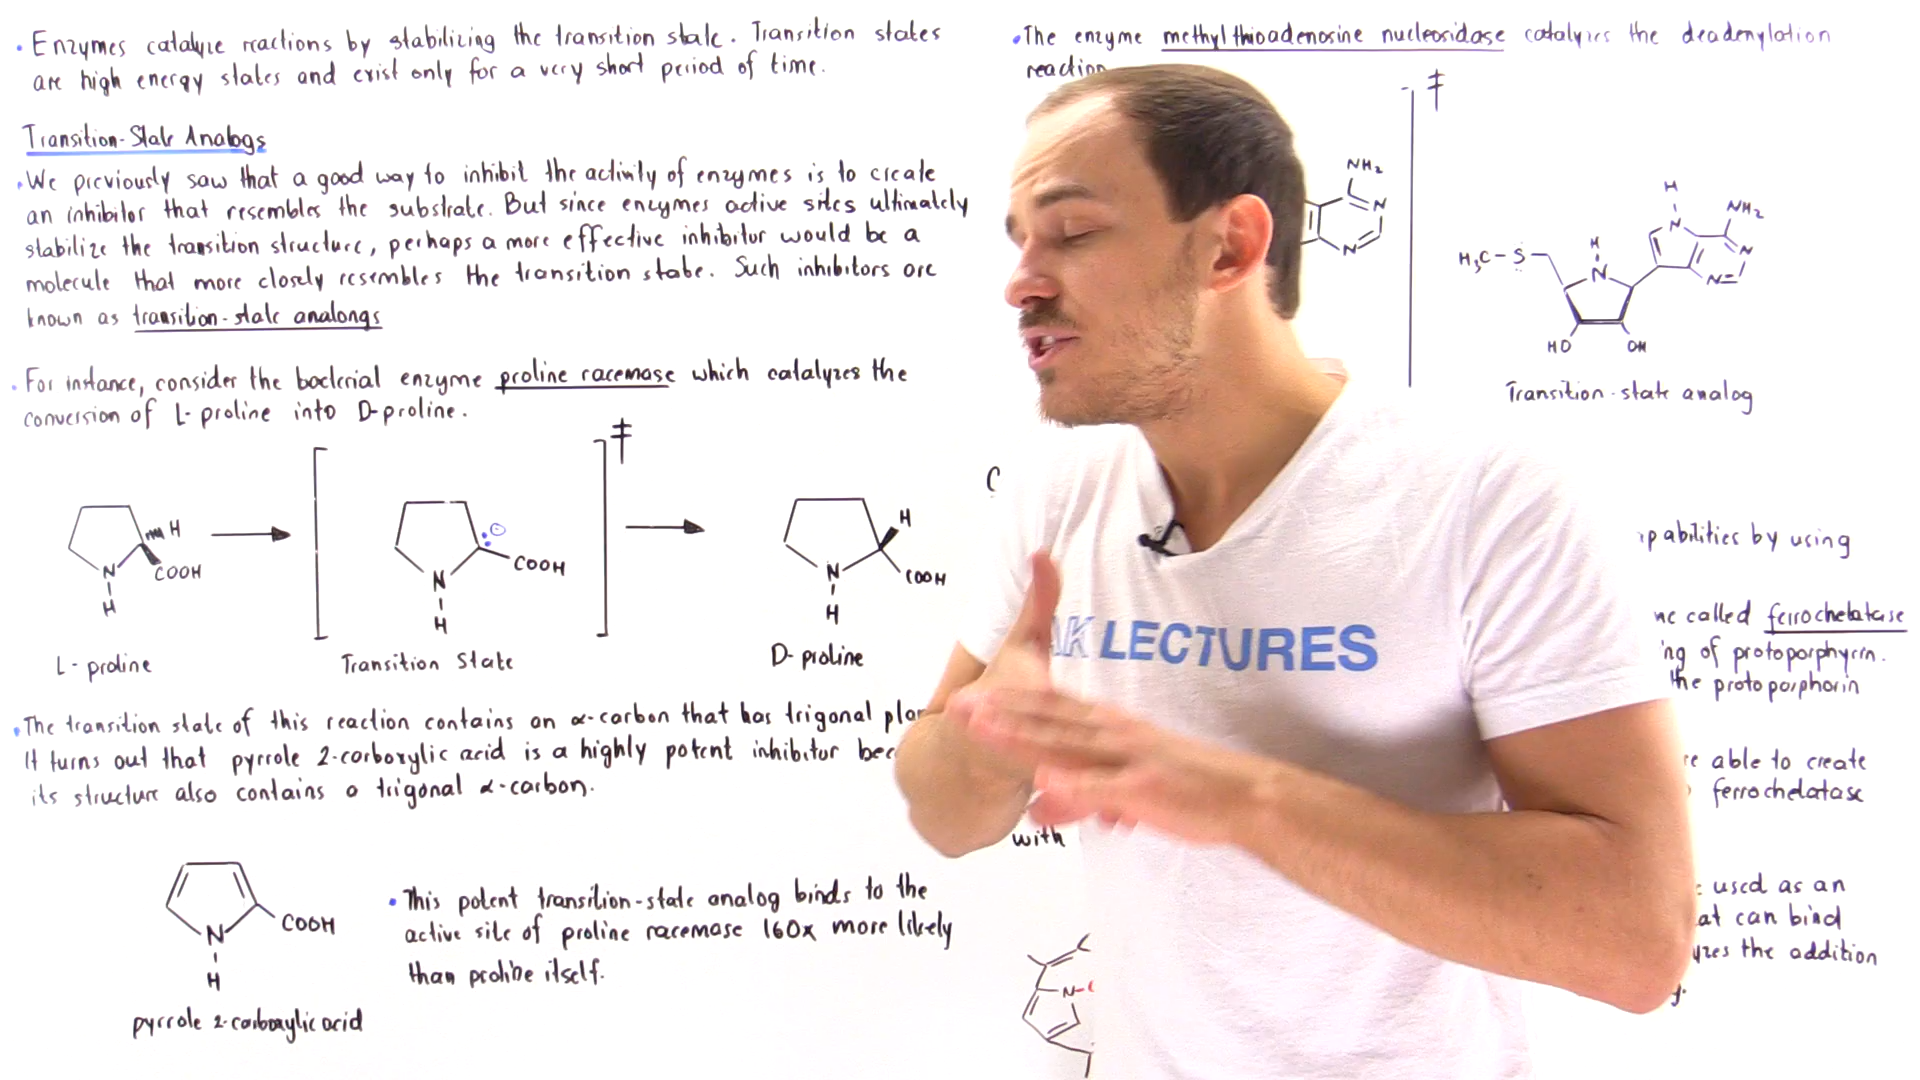 • Enzymes catalyze reactions by stabilizing the transition state. Transition states
are high energy states and exist only for a very short period of time.
Transition-State Analogs
• We previously saw that a good way to inhibit the activity of enzymes is to create
an inhibitor that resembles the substrate. But since enzymes active sites ultimately
stabilize the transition structure, perhaps a more effective inhibitor would be a
molecule that more closely resembles the transition state. Such inhibitors are
known as transition-state analongs
• For instance, consider the bacterial enzyme proline racemase which catalyzes the
conversion of L-proline into D-proline.
‡
H
COOH
N
H
L-proline
⊖
COOH
N
H
Transition State
H
COOH
N
H
D-proline
• The transition state of this reaction contains an α-carbon that has trigonal
It turns out that pyrrole 2-carboxylic acid is a highly potent inhibitor
its structure also contains a trigonal α-carbon.
COOH
N
H
pyrrole 2-carboxylic acid
• This potent transition-state analog binds to the
active site of proline racemase 160x more likely
than proline itself.
• The enzyme methylthioadenosine nucleosidase catalyzes the deadenylation
reaction
‡
NH2
N
N
H
N
NH2
N
N=
H
N
H3C-S
HO
OH
Transition-state analog
by using
called ferrochelatase
of protoporphyrin.
the protoporphorin
able to create
ferrochelatase
with
used as an
can bind
the addition
N